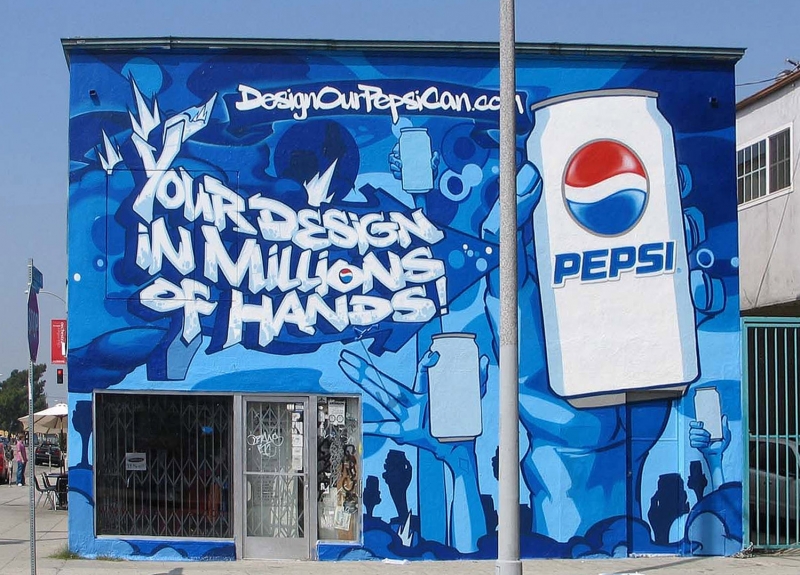 DesignOurPepsiCan.com
YOUR DESIGN
IN MILLIONS
OF HANDS!
PEPSI